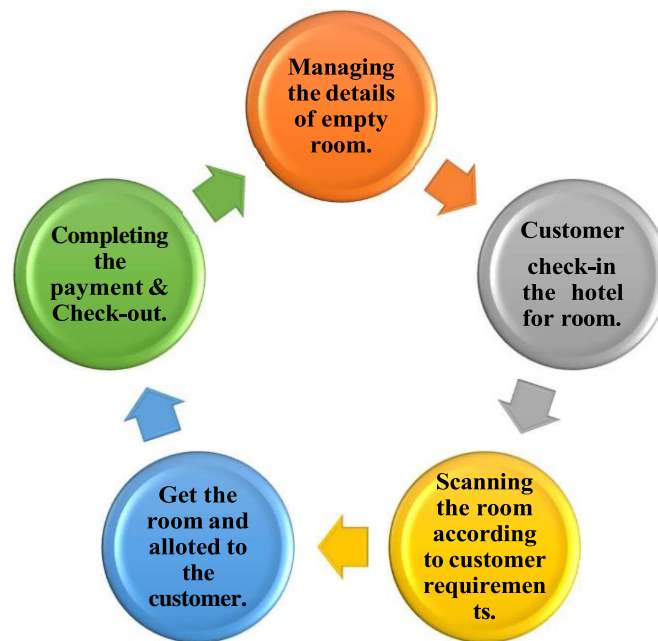 Managing
the details
of empty
room.
Customer
check-in
the hotel
for room.
Scanning
the room
according
to customer
requiremen
ts.
Get the
room and
alloted to
the
customer.
Completing
the
payment &
Check-out.